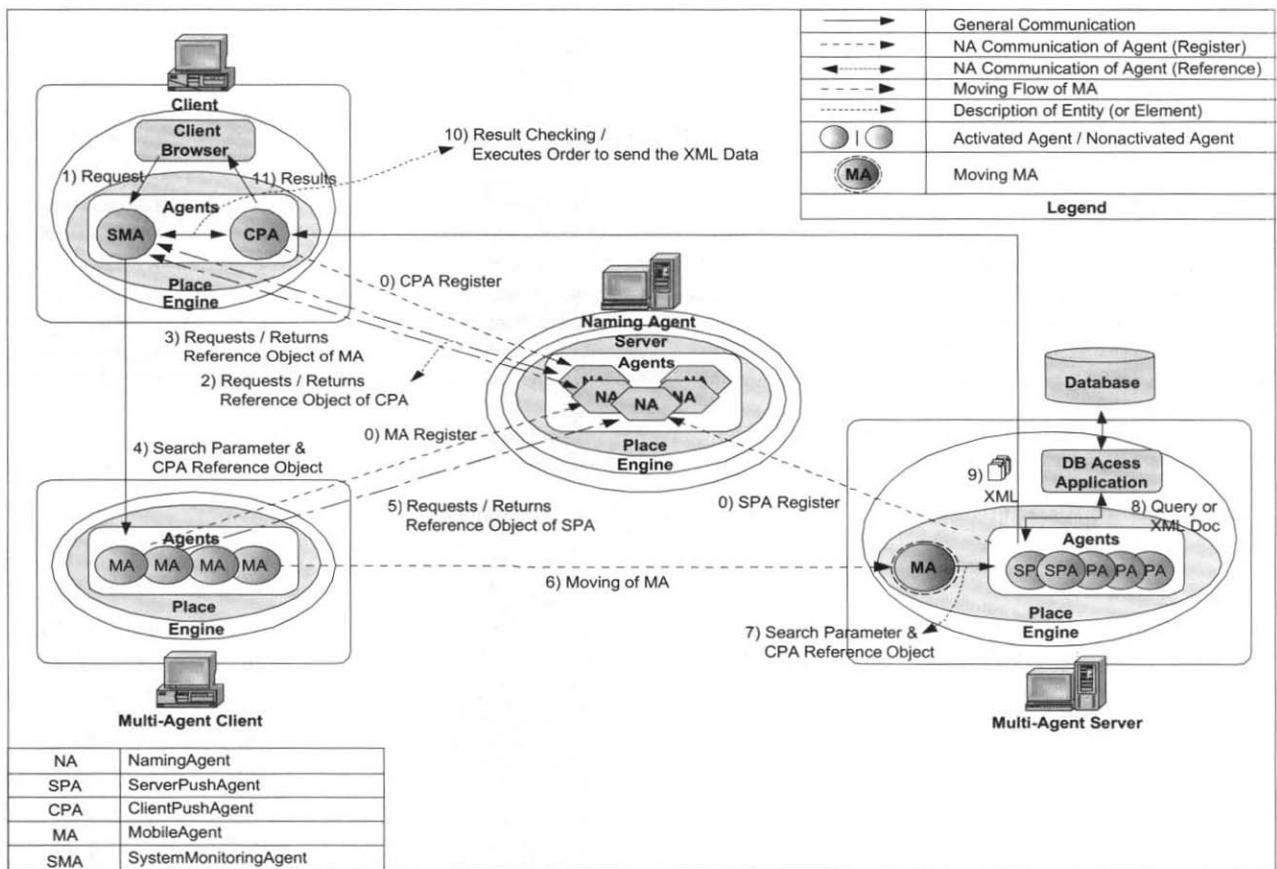 General Communication
NA Communication of Agent (Register)
NA Communication of Agent (Reference)
Moving Flow of MA
Description of Entity (or Element)
Activated Agent / Nonactivated Agent
MA
Moving MA
Legend
Client
Client
Browser
1) Request
11) Results
Agents
SMA
CPA
Place
Engine
10) Result Checking /
Executes Order to send the XML Data
0) CPA Register
3) Requests / Returns
Reference Object of MA
2) Requests / Returns
Reference Object of CPA
Naming Agent
Server
Agents
NA
NA
NA
NA
NA
Place
Engine
0) MA Register
4) Search Parameter &
CPA Reference Object
5) Requests / Returns
Reference Object of SPA
0) SPA Register
Agents
MA
MA
MA
MA
Place
Engine
Multi-Agent Client
6) Moving of MA
Database
DB Acess
Application
9)
XML
8) Query or
XML Doc
Agents
MA
SP
SPA
PA
PA
PA
Place
Engine
7) Search Parameter &
CPA Reference Object
Multi-Agent Server
NA NamingAgent
SPA ServerPushAgent
CPA ClientPushAgent
MA MobileAgent
SMA SystemMonitoringAgent